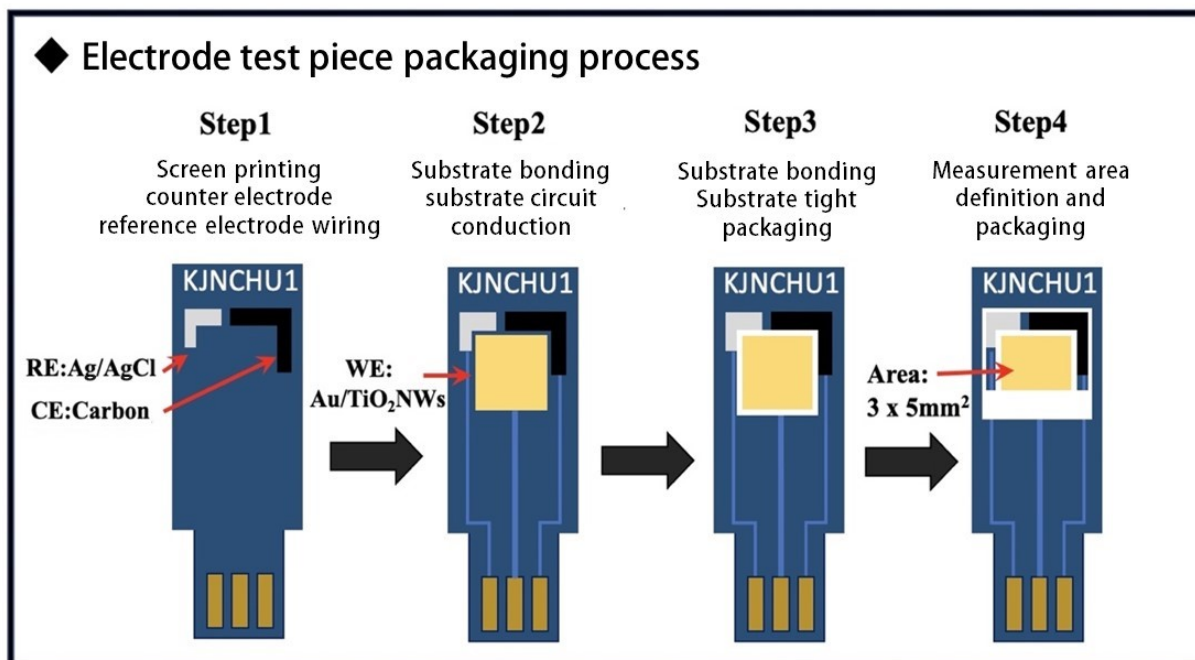 ◆ Electrode test piece packaging process
Step1
Screen printing
counter electrode
reference electrode wiring
Step2
Substrate bonding
substrate circuit
conduction
Step3
Substrate bonding
Substrate tight
packaging
Step4
Measurement area
definition and
packaging
KJNCHU1
RE:Ag/AgCl
CE:Carbon
KJNCHU1
WE:
Au/TiO₂NWs
KJNCHU1
KJNCHU1
Area:
3 x 5mm²